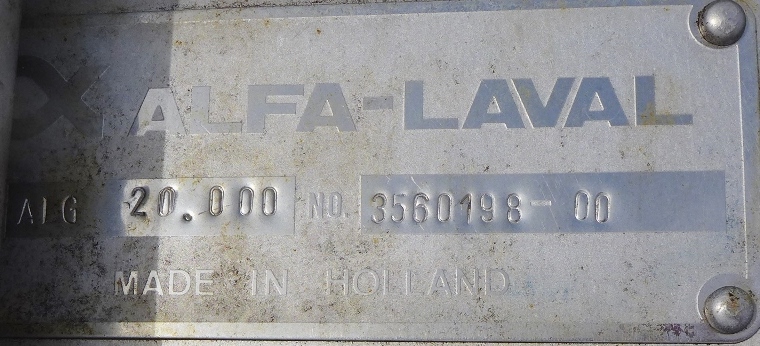 ALFA-LAVAL
ALG 20.000 NO. 3560198-00
MADE IN HOLLAND